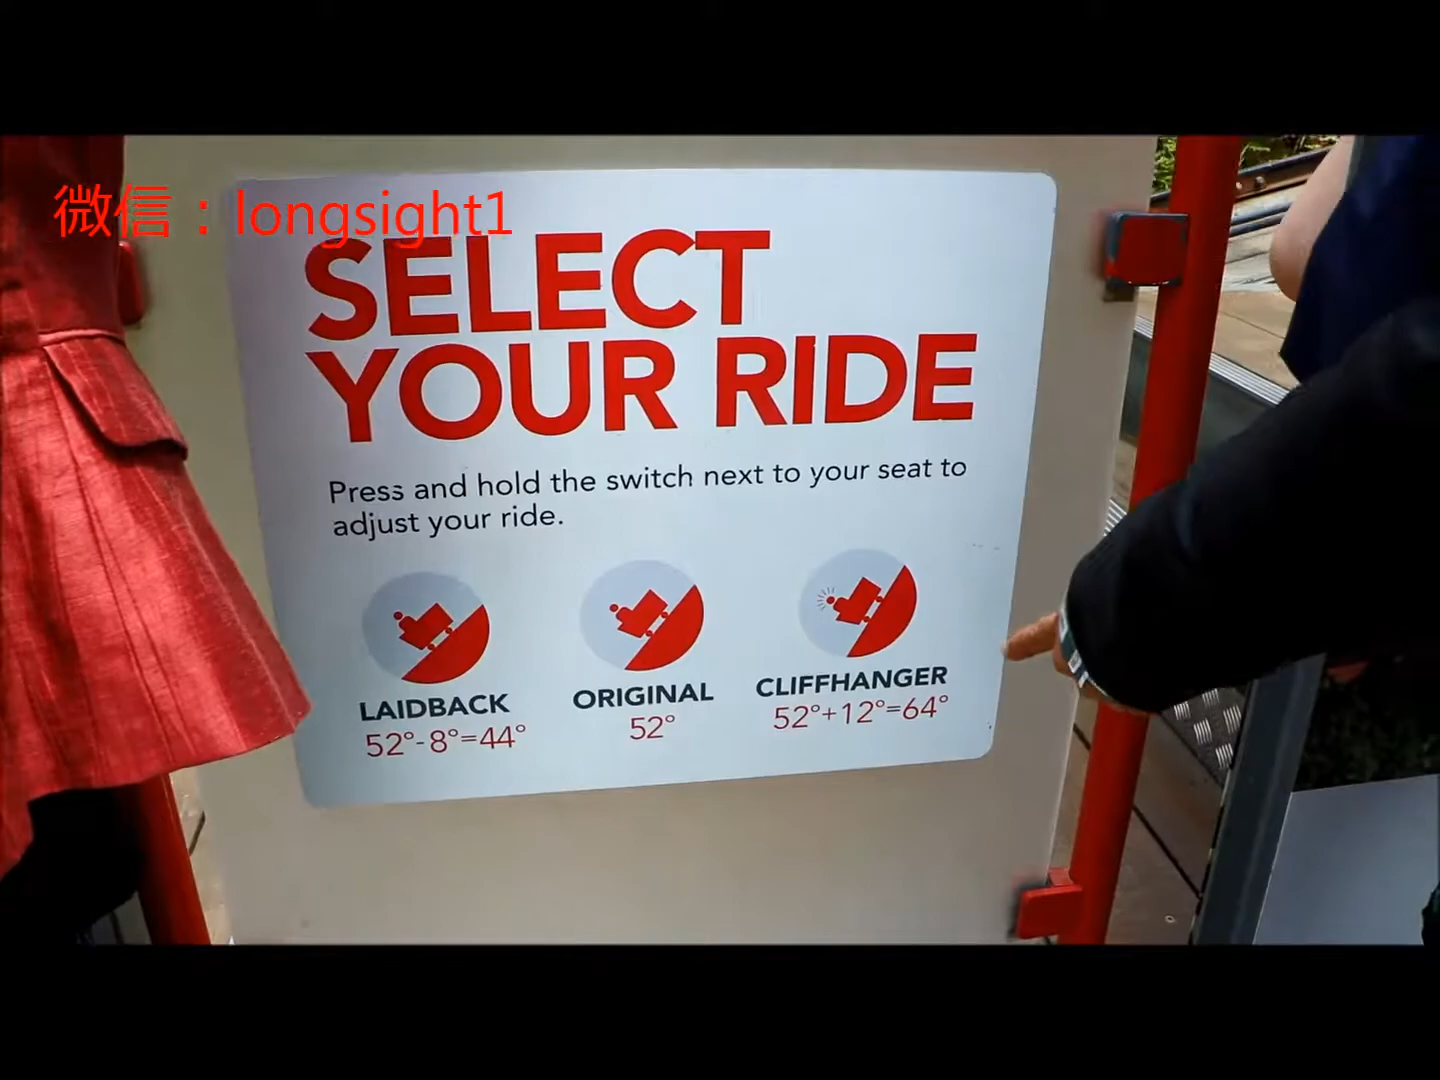 微信：longsight1
SELECT
YOUR RIDE
Press and hold the switch next to your seat to
adjust your ride.
LAIDBACK
52°-8°=44°
ORIGINAL
52°
CLIFFHANGER
52°+12°=64°